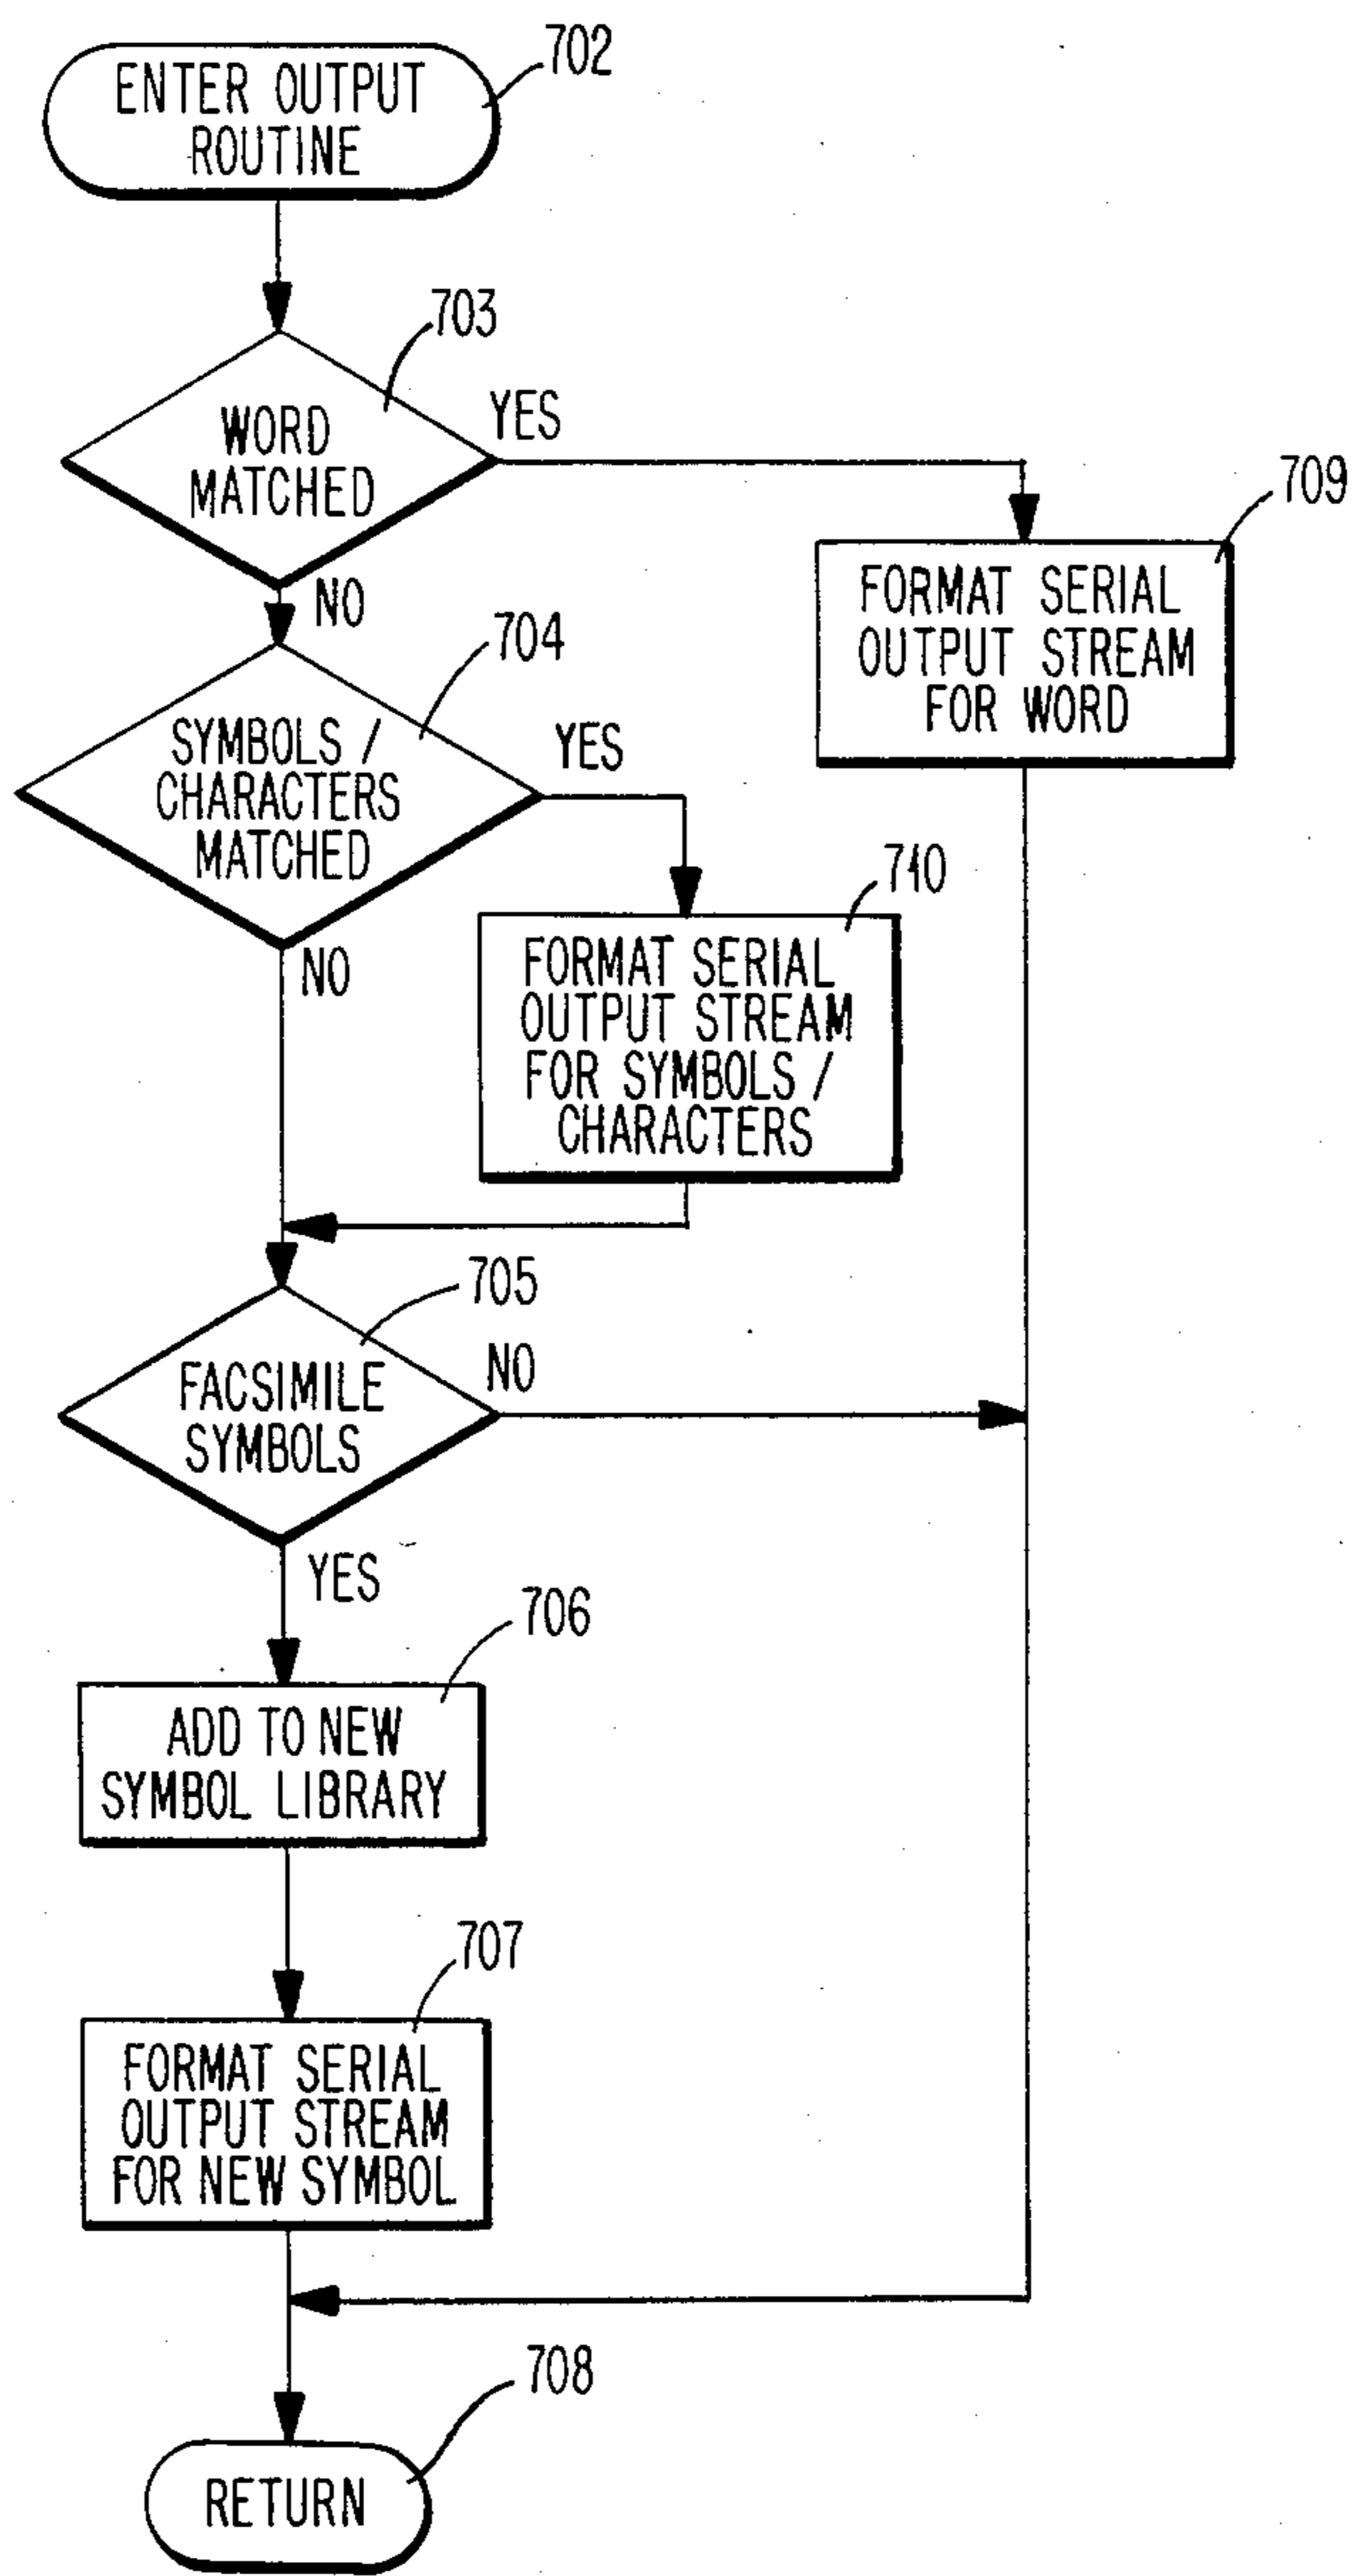 702
ENTER OUTPUT
ROUTINE
703
WORD
MATCHED
YES
NO
709
FORMAT SERIAL
OUTPUT STREAM
FOR WORD
704
SYMBOLS /
CHARACTERS
MATCHED
YES
NO
710
FORMAT SERIAL
OUTPUT STREAM
FOR SYMBOLS /
CHARACTERS
705
FACSIMILE
SYMBOLS
NO
YES
706
ADD TO NEW
SYMBOL LIBRARY
707
FORMAT SERIAL
OUTPUT STREAM
FOR NEW SYMBOL
708
RETURN